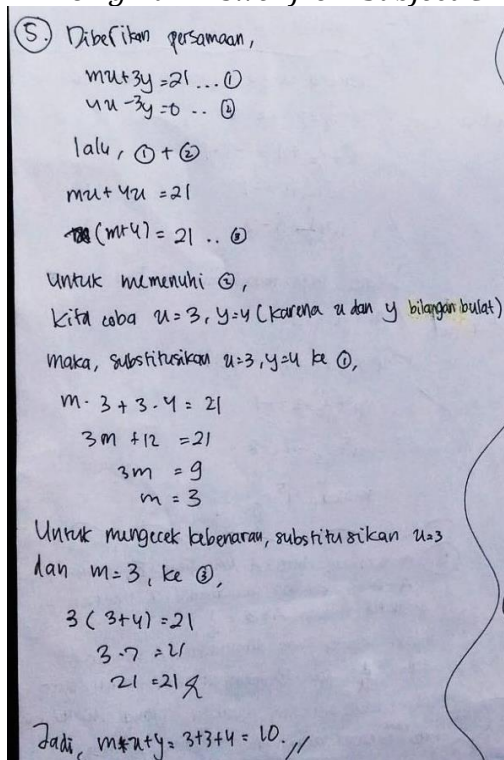 ⑤. Diberikan persamaan,
mx+3y=21 ... ①
4x-3y=0 .. ②
lalu, ① + ②
mx+4x = 21
(m+4) = 21 .. ③
untuk memenuhi ②,
kita coba x = 3, y=4 (karena x dan y bilangan bulat)
maka, substitusikan x=3, y=4 ke ①,
m · 3 + 3 · 4 = 21
3m +12 = 21
3m = 9
m = 3
Untuk mengecek kebenaran, substitusikan x=3
dan m=3, ke ③,
3 ( 3+4) = 21
3 · 7 = 21
21 = 21
Jadi, m+x+y = 3+3+4 = 10. //